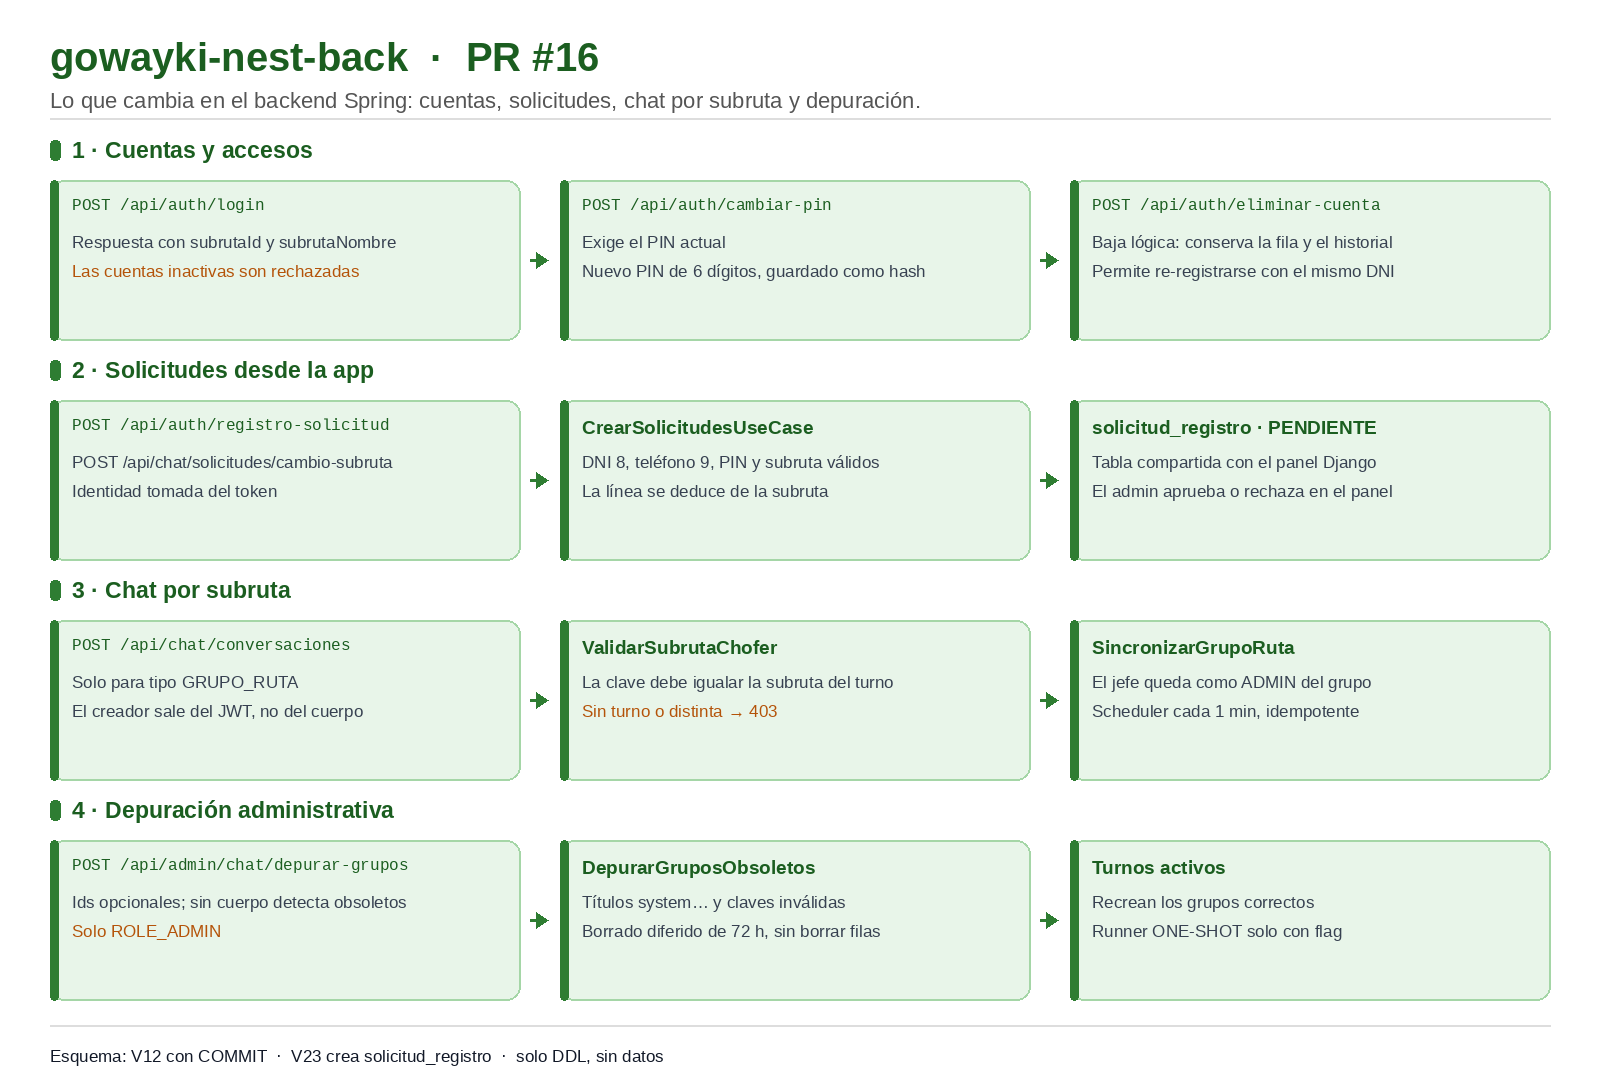 gowayki-nest-back · PR #16
Lo que cambia en el backend Spring: cuentas, solicitudes, chat por subruta y depuración.
1 · Cuentas y accesos
POST /api/auth/login
Respuesta con subrutaId y subrutaNombre
Las cuentas inactivas son rechazadas
POST /api/auth/cambiar-pin
Exige el PIN actual
Nuevo PIN de 6 dígitos, guardado como hash
POST /api/auth/eliminar-cuenta
Baja lógica: conserva la fila y el historial
Permite re-registrarse con el mismo DNI
2 · Solicitudes desde la app
POST /api/auth/registro-solicitud
POST /api/chat/solicitudes/cambio-subruta
Identidad tomada del token
CrearSolicitudesUseCase
DNI 8, teléfono 9, PIN y subruta válidos
La línea se deduce de la subruta
solicitud_registro · PENDIENTE
Tabla compartida con el panel Django
El admin aprueba o rechaza en el panel
3 · Chat por subruta
POST /api/chat/conversaciones
Solo para tipo GRUPO_RUTA
El creador sale del JWT, no del cuerpo
ValidarSubrutaChofer
La clave debe igualar la subruta del turno
Sin turno o distinta → 403
SincronizarGrupoRuta
El jefe queda como ADMIN del grupo
Scheduler cada 1 min, idempotente
4 · Depuración administrativa
POST /api/admin/chat/depurar-grupos
Ids opcionales; sin cuerpo detecta obsoletos
Solo ROLE_ADMIN
DepurarGruposObsoletos
Títulos system… y claves inválidas
Borrado diferido de 72 h, sin borrar filas
Turnos activos
Recrean los grupos correctos
Runner ONE-SHOT solo con flag
Esquema: V12 con COMMIT · V23 crea solicitud_registro · solo DDL, sin datos